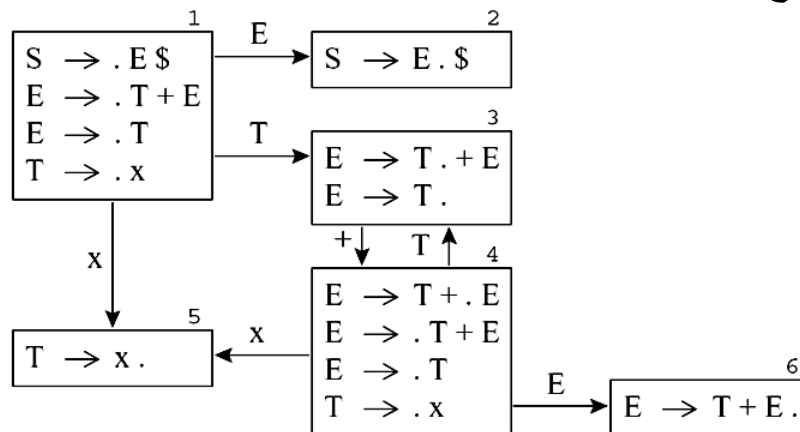 1
S → . E $
E → . T + E
E → . T
T → . x
E
2
S → E . $
T
3
E → T . + E
E → T .
x
+
T
4
E → T + . E
E → . T + E
E → . T
T → . x
x
5
T → x .
E
6
E → T + E .